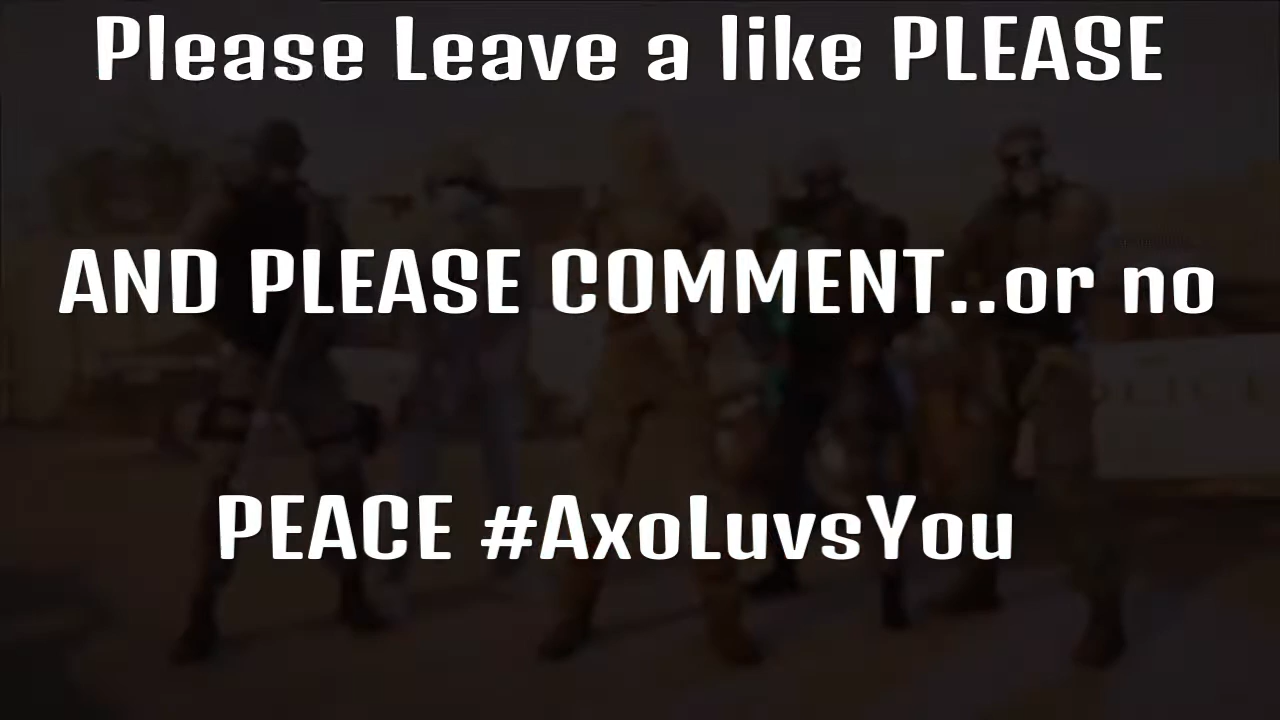 Please Leave a like PLEASE
AND PLEASE COMMENT..or no
PEACE #AxoLuvsYou